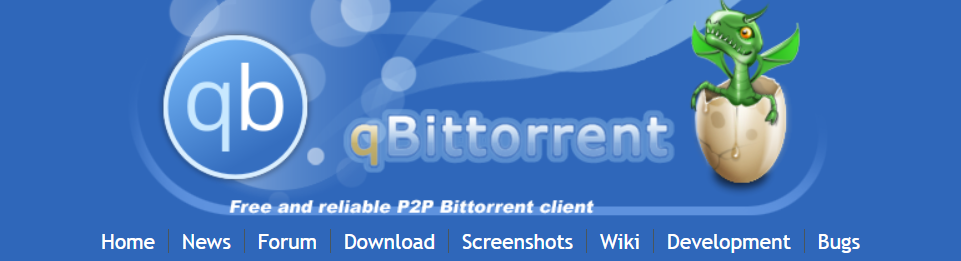 qb
qBittorrent
Free and reliable P2P Bittorrent client
Home News Forum Download Screenshots Wiki Development Bugs